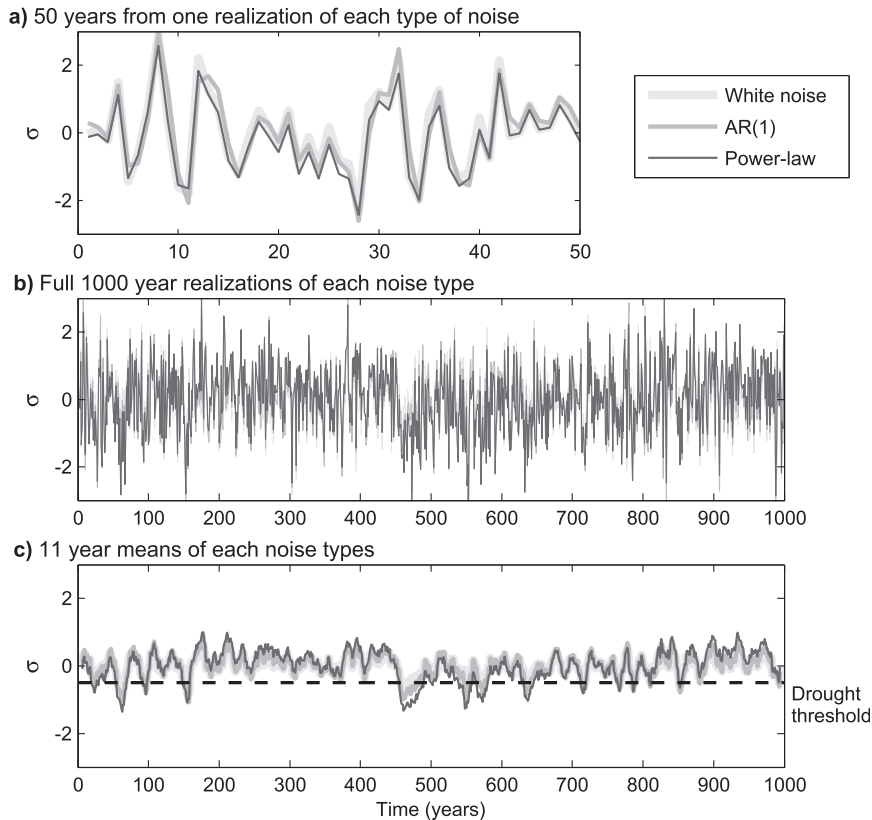 a) 50 years from one realization of each type of noise
2
0
-2
σ
0 10 20 30 40 50
White noise
AR(1)
Power-law
b) Full 1000 year realizations of each noise type
2
0
-2
σ
0 100 200 300 400 500 600 700 800 900 1000
c) 11 year means of each noise types
2
0
-2
σ
Drought
threshold
0 100 200 300 400 500 600 700 800 900 1000
Time (years)